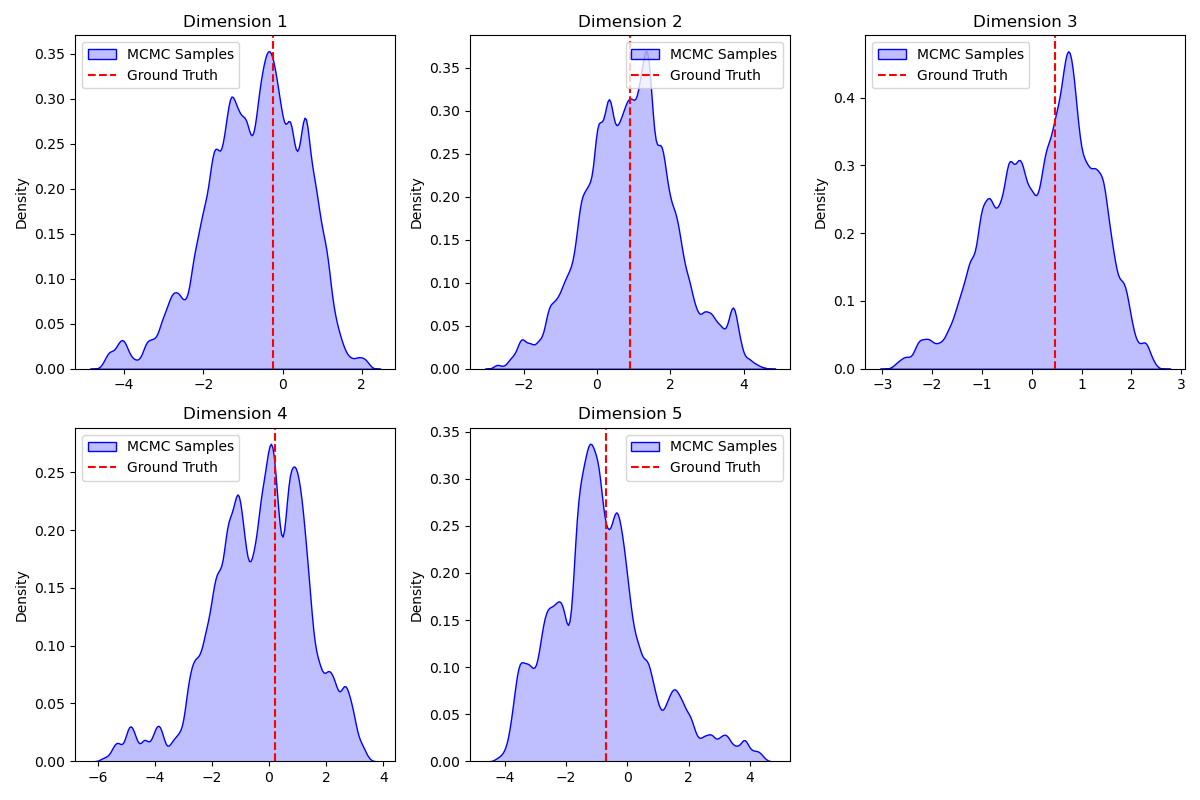 Dimension 1
MCMC Samples
Ground Truth
Density
0.35
0.30
0.25
0.20
0.15
0.10
0.05
0.00
−4 −2 0 2
Dimension 2
MCMC Samples
Ground Truth
Density
0.35
0.30
0.25
0.20
0.15
0.10
0.05
0.00
−2 0 2 4
Dimension 3
MCMC Samples
Ground Truth
Density
0.4
0.3
0.2
0.1
0.0
−3 −2 −1 0 1 2 3
Dimension 4
MCMC Samples
Ground Truth
Density
0.25
0.20
0.15
0.10
0.05
0.00
−6 −4 −2 0 2 4
Dimension 5
MCMC Samples
Ground Truth
Density
0.35
0.30
0.25
0.20
0.15
0.10
0.05
0.00
−4 −2 0 2 4